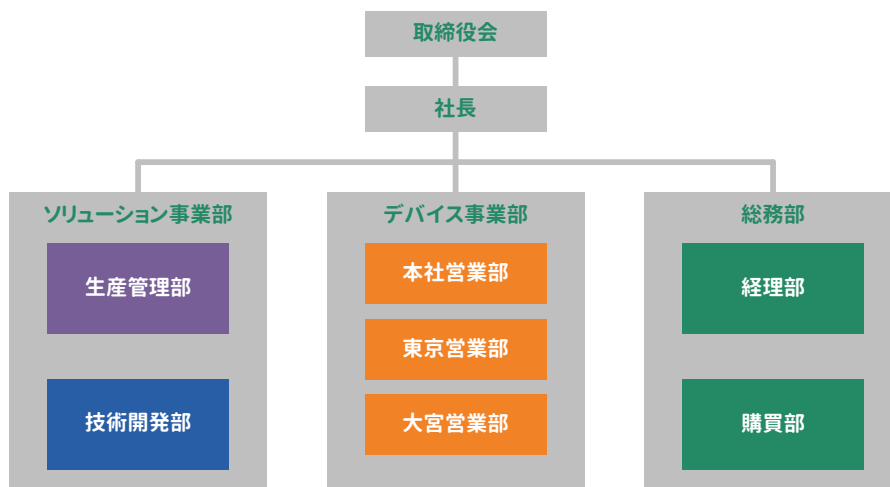 取締役会
社長
ソリューション事業部
生産管理部
技術開発部
デバイス事業部
本社営業部
東京営業部
大宮営業部
総務部
経理部
購買部